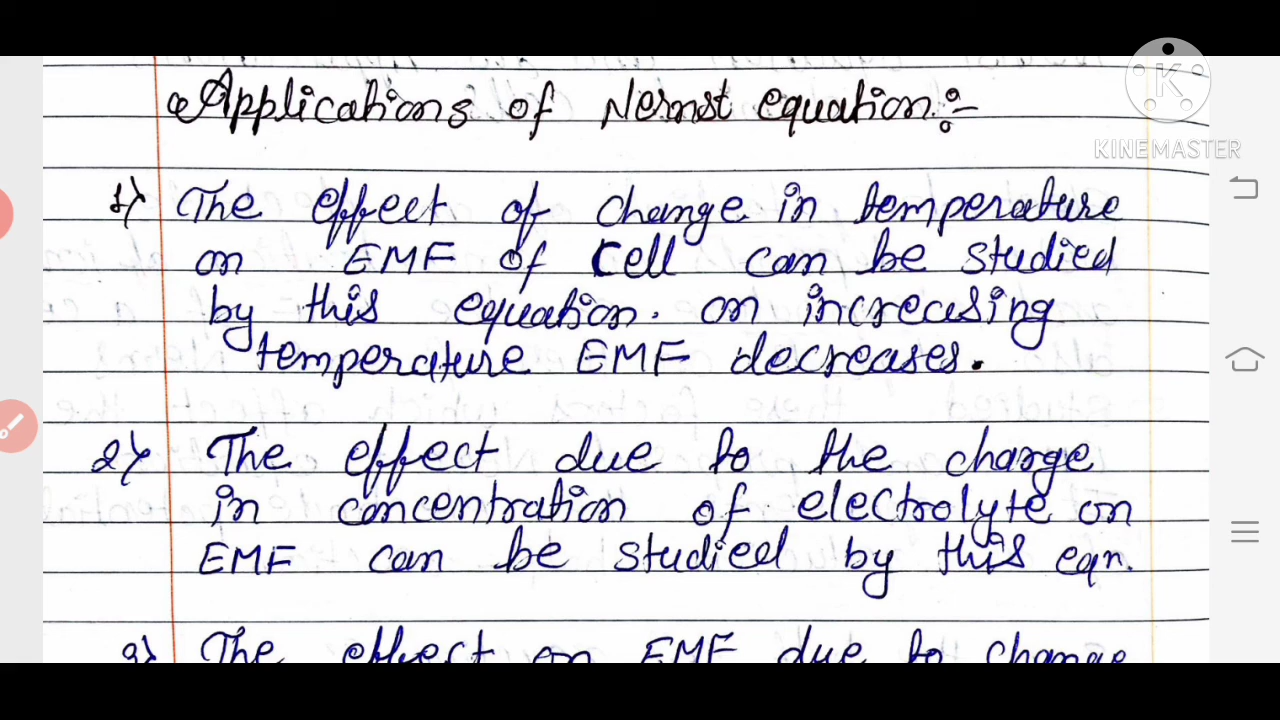 Applications of Nernst equation:-
KINEMASTER
1) The effect of change in temperature
on EMF of cell can be studied
by this equation. on increasing
temperature EMF decreases.
2) The effect due to the charge
in concentration of electrolyte on
EMF can be studied by this eqn.
3) The effect on EMF due to change